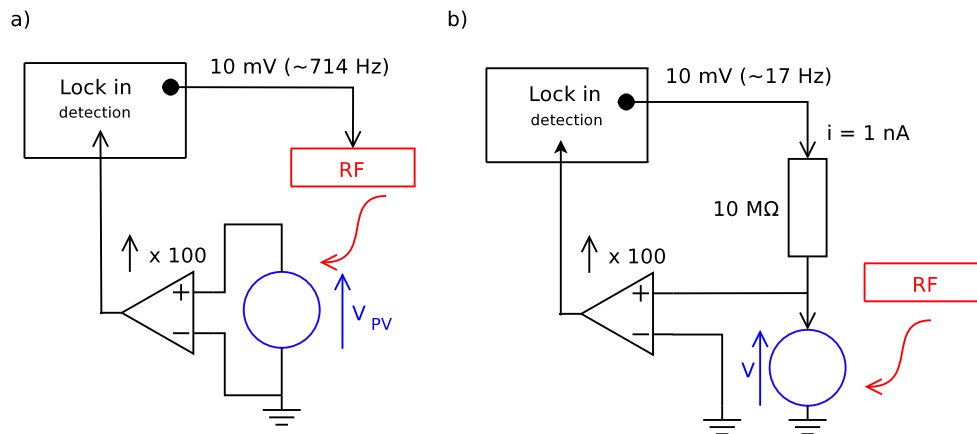 a)
10 mV (~714 Hz)
Lock in
detection
RF
x 100
+
−
V PV
b)
10 mV (~17 Hz)
Lock in
detection
i = 1 nA
10 MΩ
x 100
+
−
RF
V